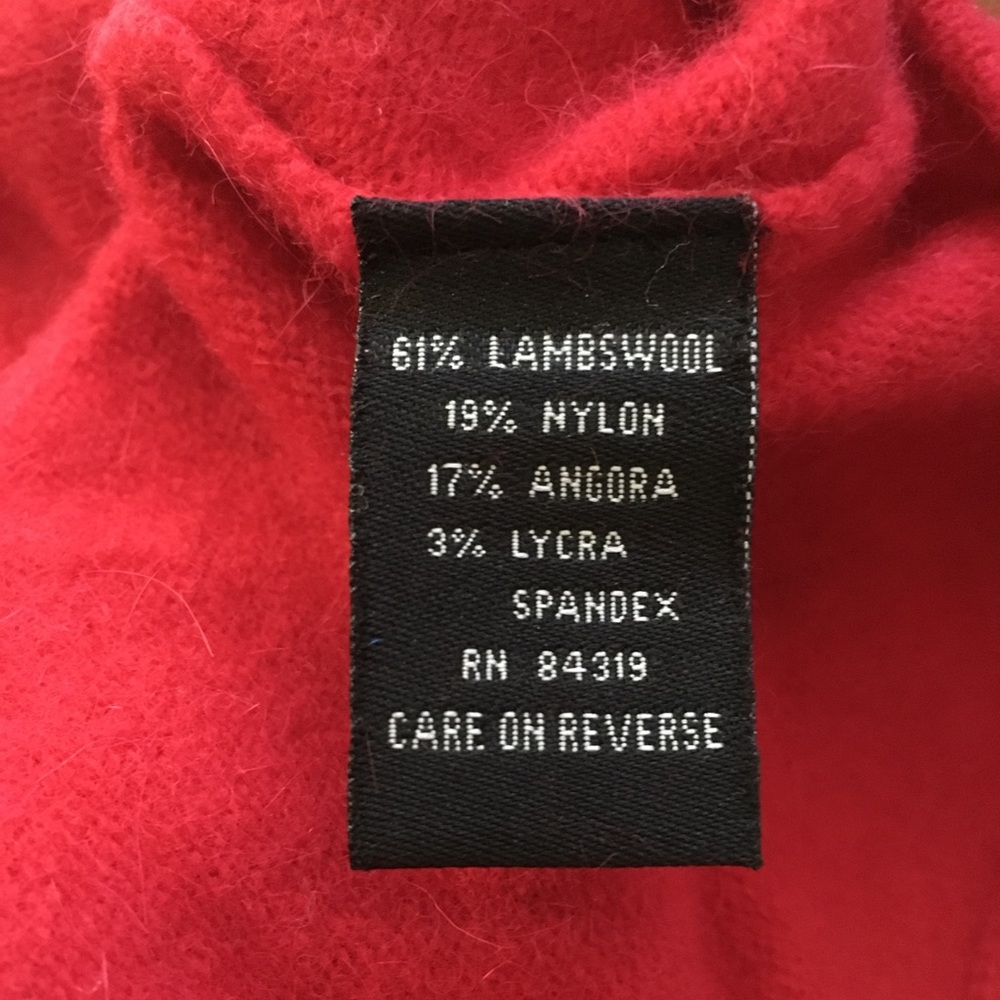 61% LAMBSWOOL
19% NYLON
17% ANGORA
3% LYCRA
SPANDEX
RN 84319
CARE ON REVERSE